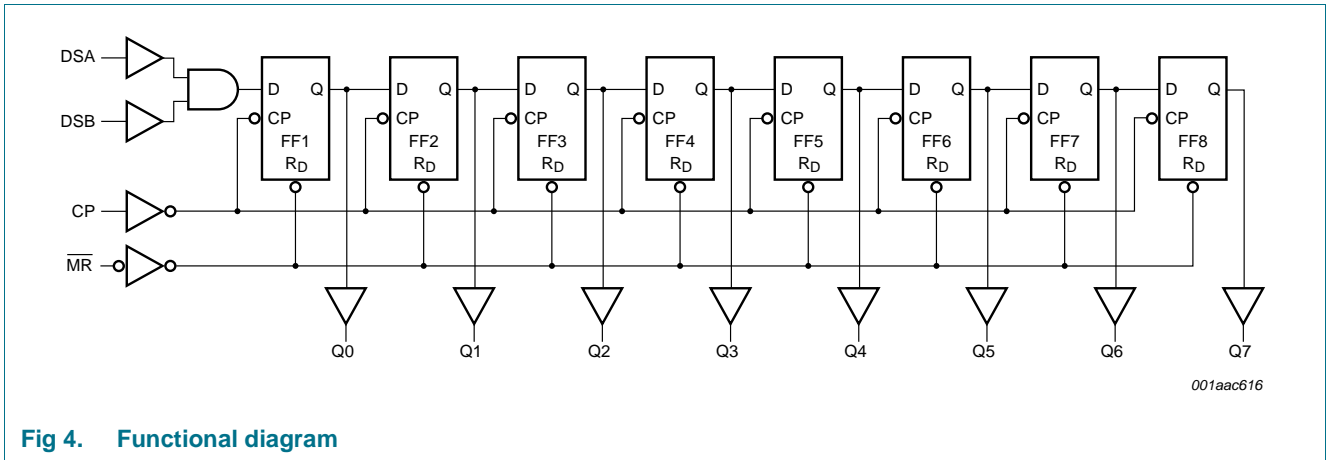 DSA
DSB
CP
M̅R̅
D Q
CP
FF1
RD
D Q
CP
FF2
RD
D Q
CP
FF3
RD
D Q
CP
FF4
RD
D Q
CP
FF5
RD
D Q
CP
FF6
RD
D Q
CP
FF7
RD
D Q
CP
FF8
RD
Q0 Q1 Q2 Q3 Q4 Q5 Q6 Q7
001aac616
Fig 4. Functional diagram